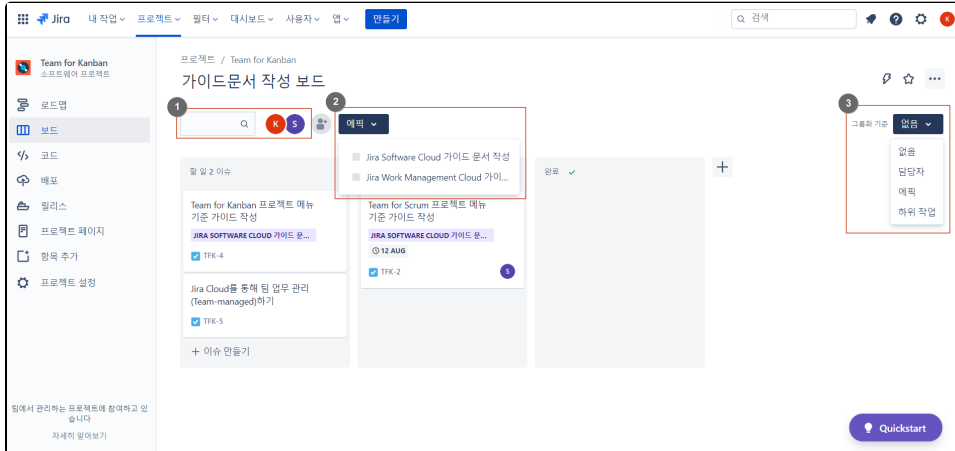 Jira
내 작업
프로젝트
필터
대시보드
사용자
앱
만들기
검색
K
Team for Kanban
소프트웨어 프로젝트
로드맵
보드
코드
배포
릴리스
프로젝트 페이지
항목 추가
프로젝트 설정
팀에서 관리하는 프로젝트에 참여하고 있
습니다
자세히 알아보기
프로젝트 / Team for Kanban
가이드문서 작성 보드
1
K
S
2
에픽
Jira Software Cloud 가이드 문서 작성
Jira Work Management Cloud 가이...
3
그룹화 기준
없음
없음
담당자
에픽
하위 작업
할 일 2 이슈
Team for Kanban 프로젝트 메뉴
기준 가이드 작성
JIRA SOFTWARE CLOUD 가이드 문...
TFK-4
Jira Cloud를 통해 팀 업무 관리
(Team-managed)하기
TFK-5
이슈 만들기
Team for Scrum 프로젝트 메뉴
기준 가이드 작성
JIRA SOFTWARE CLOUD 가이드 문...
12 AUG
TFK-2
S
완료
Quickstart